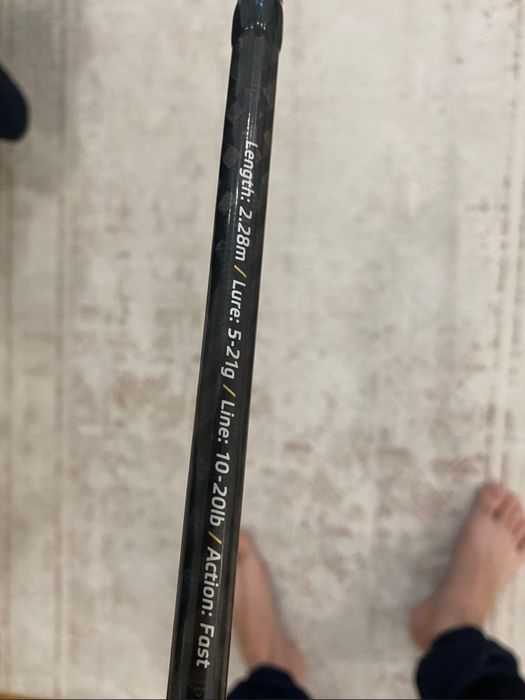 Length: 2.28m / Lure: 5-21g / Line: 10-20lb / Action: Fast